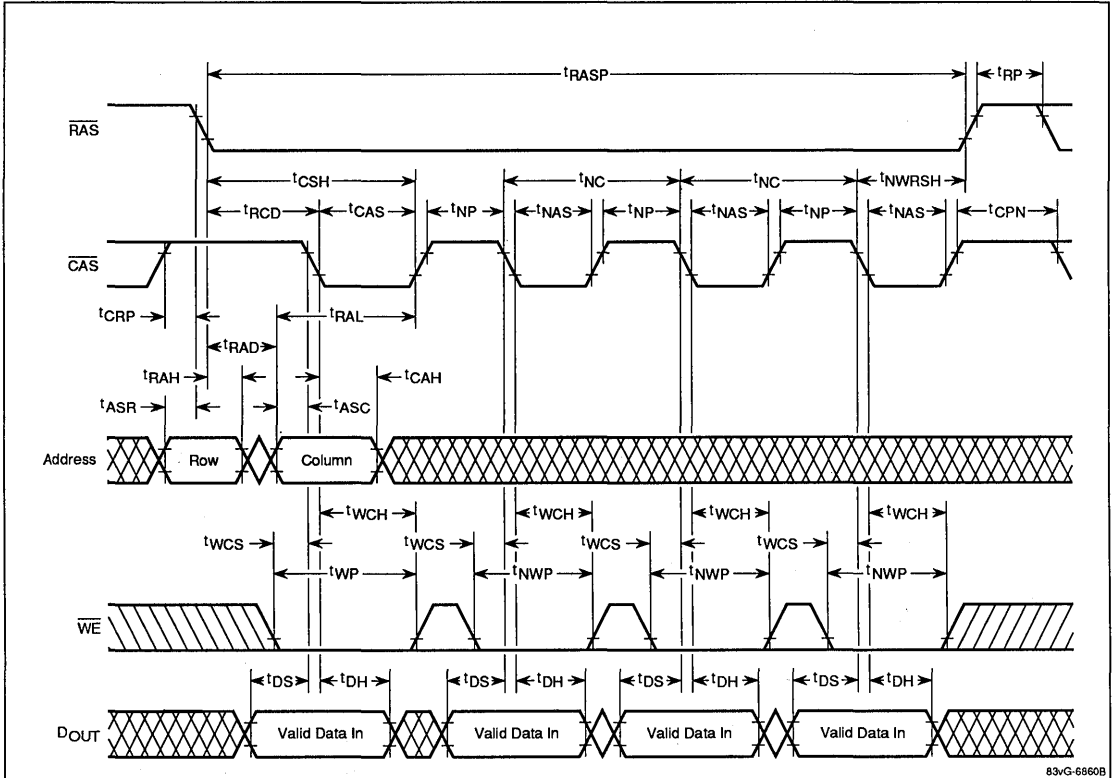 tRASP tRP
RAS
tCSH tNC tNC tNWRSH
tRCD tCAS tNP tNAS tNP tNAS tNP tNAS tCPN
CAS
tCRP tRAL
tRAD
tRAH tCAH
tASR tASC
Address Row Column
tWCH tWCH tWCH tWCH
tWCS tWCS tWCS tWCS
tWP tNWP tNWP tNWP
WE
tDS tDH tDS tDH tDS tDH tDS tDH
DOUT Valid Data In Valid Data In Valid Data In Valid Data In
83vG-6860B